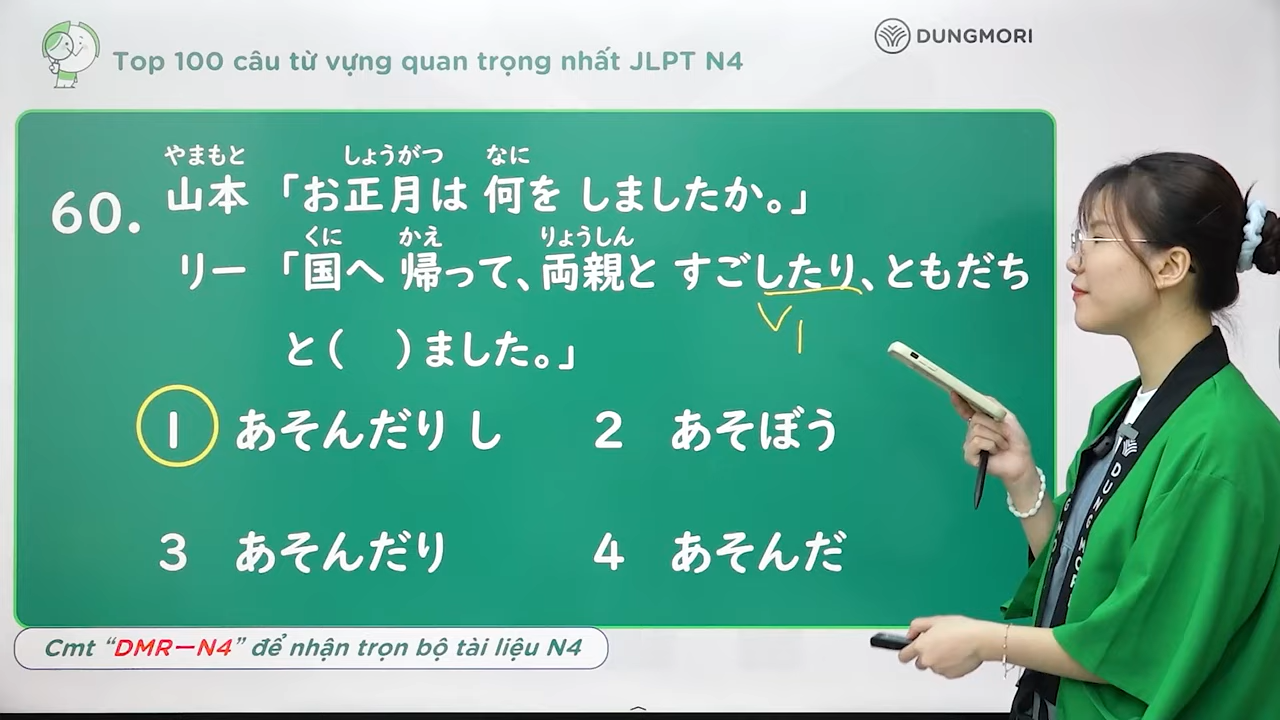 Top 100 câu từ vựng quan trọng nhất JLPT N4
DUNGMORI
やまもと しょうがつ なに
60. 山本 「お正月は 何を しましたか。」
くに かえ りょうしん
リー 「国へ 帰って、両親と すごしたり、ともだち
V1
と( )ました。」
1 あそんだり し 2 あそぼう
3 あそんだり 4 あそんだ
Cmt “DMR－N4” để nhận trọn bộ tài liệu N4